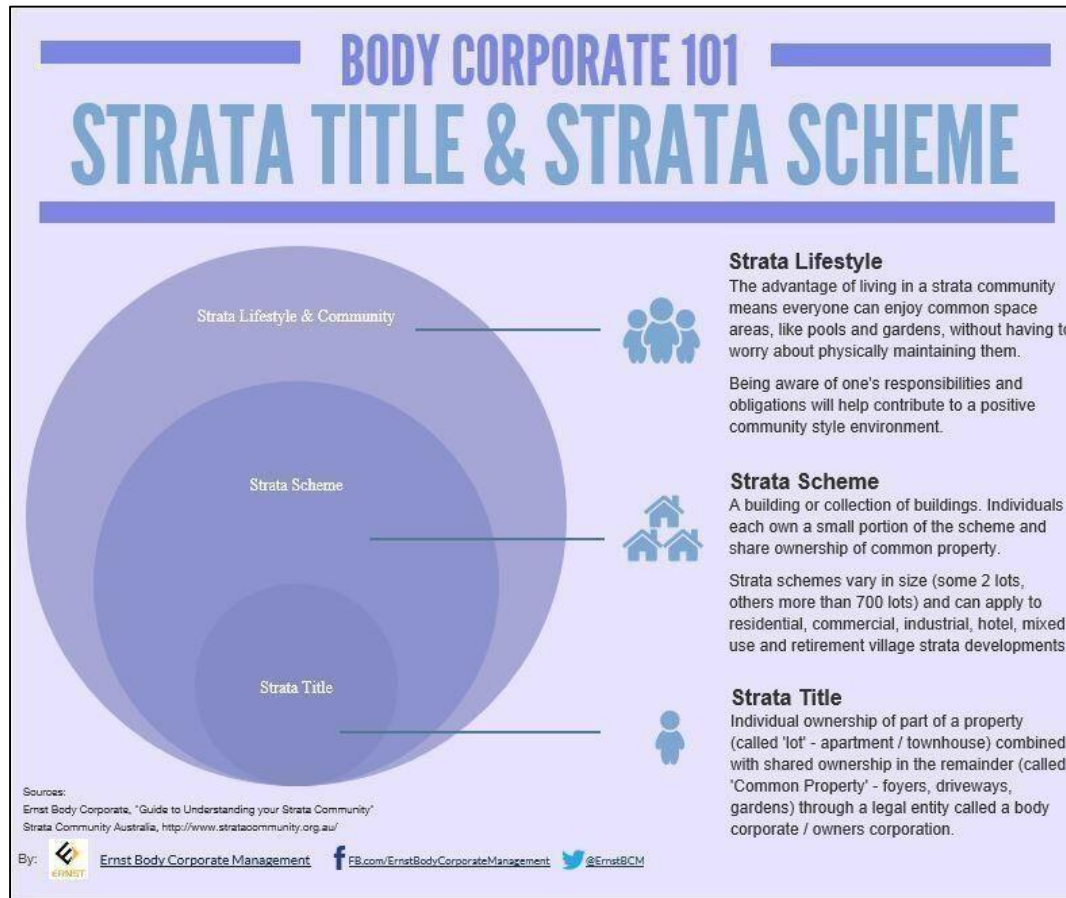 BODY CORPORATE 101
STRATA TITLE & STRATA SCHEME
Strata Lifestyle & Community
Strata Scheme
Strata Title
Strata Lifestyle
The advantage of living in a strata community
means everyone can enjoy common space
areas, like pools and gardens, without having to
worry about physically maintaining them.
Being aware of one's responsibilities and
obligations will help contribute to a positive
community style environment.
Strata Scheme
A building or collection of buildings. Individuals
each own a small portion of the scheme and
share ownership of common property.
Strata schemes vary in size (some 2 lots,
others more than 700 lots) and can apply to
residential, commercial, industrial, hotel, mixed
use and retirement village strata developments
Strata Title
Individual ownership of part of a property
(called 'lot' - apartment / townhouse) combined
with shared ownership in the remainder (called
'Common Property' - foyers, driveways,
gardens) through a legal entity called a body
corporate / owners corporation.
Sources:
Ernst Body Corporate, "Guide to Understanding your Strata Community"
Strata Community Australia, http://www.stratacommunity.org.au/
By: ERNST Ernst Body Corporate Management FB.com/ErnstBodyCorporateManagement @ErnstBCM